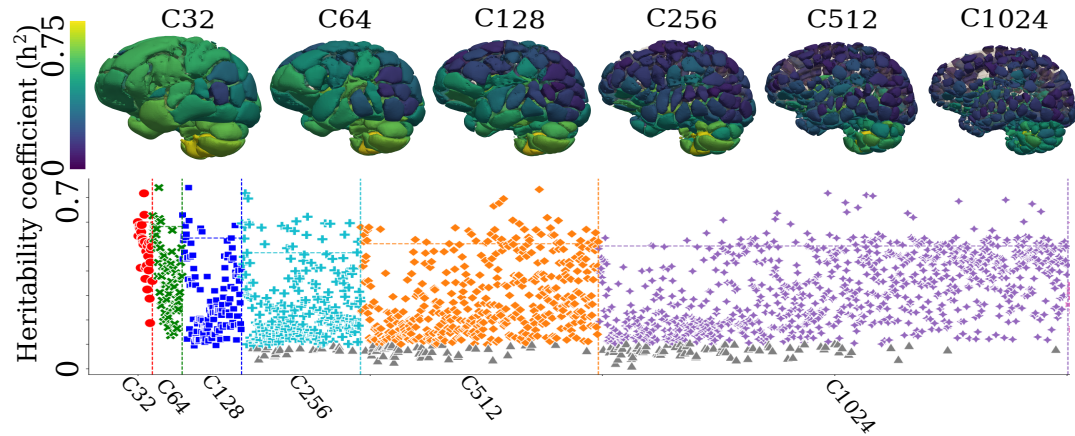 C32 C64 C128 C256 C512 C1024
Heritability coefficient (h²)
0.75
0
0.7
0
C32 C64 C128 C256 C512 C1024